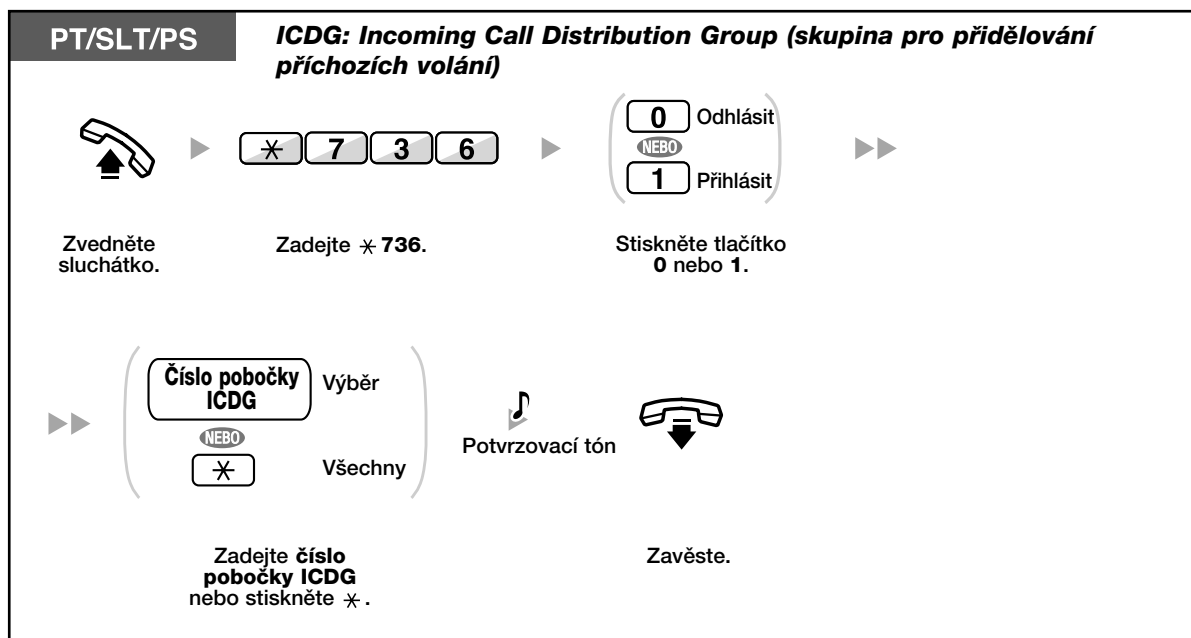 PT/SLT/PS
ICDG: Incoming Call Distribution Group (skupina pro přidělování
příchozích volání)
✳ 7 3 6
0 Odhlásit
NEBO
1 Přihlásit
Zvedněte
sluchátko.
Zadejte ✳ 736.
Stiskněte tlačítko
0 nebo 1.
Číslo pobočky
ICDG
Výběr
NEBO
✳ Všechny
Potvrzovací tón
Zadejte číslo
pobočky ICDG
nebo stiskněte ✳ .
Zavěste.